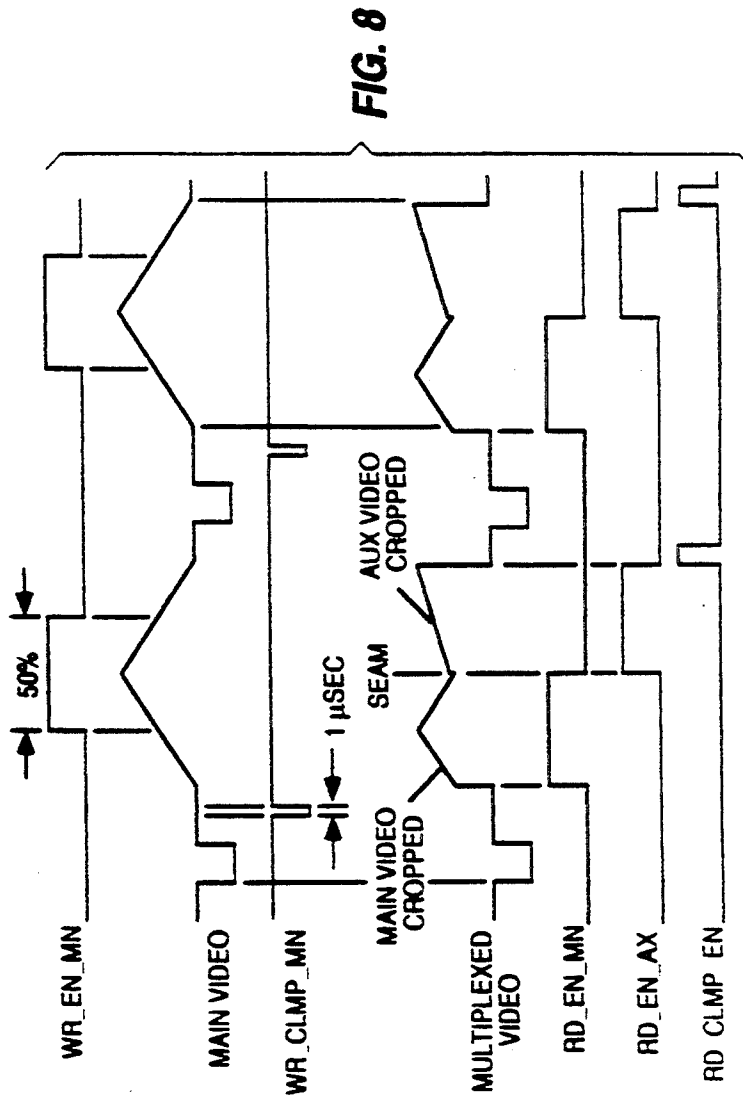 FIG. 8
50%
WR_EN_MN
MAIN VIDEO
WR_CLMP_MN
1 µSEC
SEAM
AUX VIDEO
CROPPED
MAIN VIDEO
CROPPED
MULTIPLEXED
VIDEO
RD_EN_MN
RD_EN_AX
RD CLMP EN